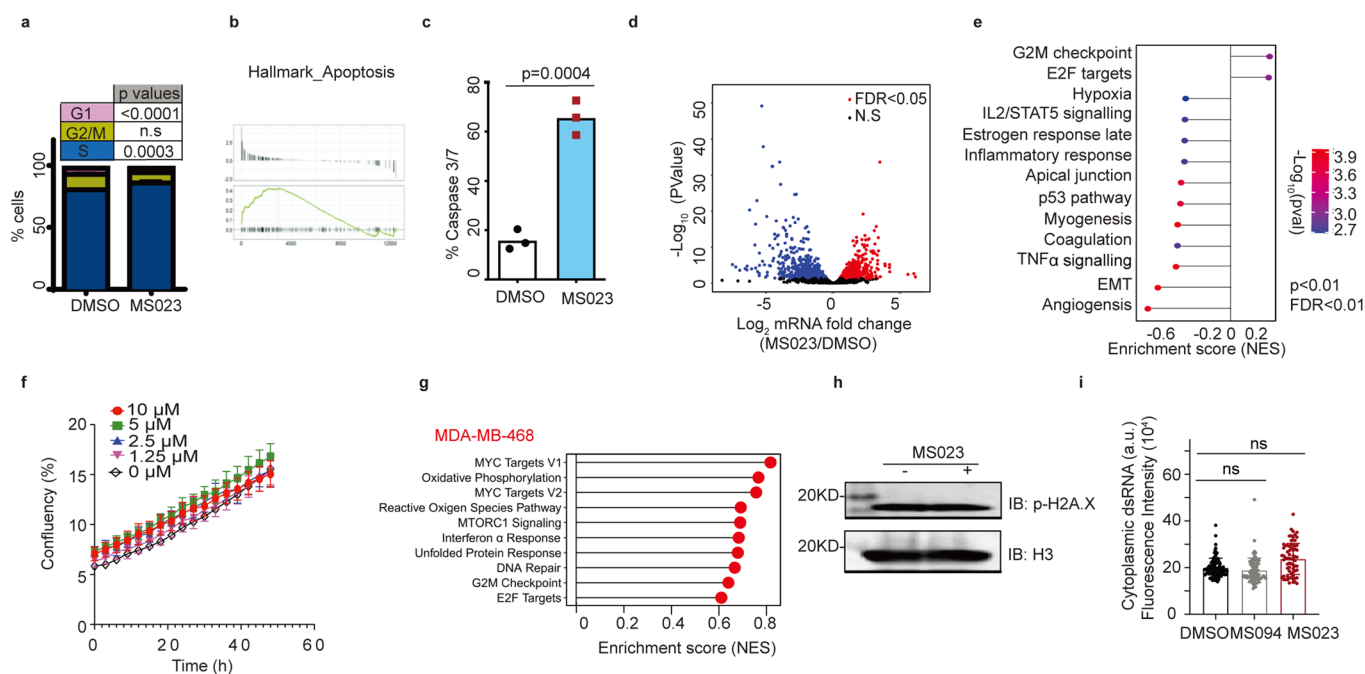 a
p values
G1 <0.0001
G2/M n.s
S 0.0003
100
50
0
% cells
DMSO MS023
b
Hallmark_Apoptosis
0 4000 8000 12000
c
p=0.0004
80
60
40
20
0
% Caspase 3/7
DMSO MS023
d
FDR<0.05
N.S
50
40
30
20
10
0
-Log10 (PValue)
-5 0 5
Log2 mRNA fold change
(MS023/DMSO)
e
G2M checkpoint
E2F targets
Hypoxia
IL2/STAT5 signalling
Estrogen response late
Inflammatory response
Apical junction
p53 pathway
Myogenesis
Coagulation
TNFα signalling
EMT
Angiogensis
-0.6 -0.2 0 0.2
Enrichment score (NES)
3.9
3.6
3.3
3.0
2.7
-Log10(pval)
p<0.01
FDR<0.01
f
10 µM
5 µM
2.5 µM
1.25 µM
0 µM
20
15
10
5
0
Confluency (%)
0 20 40 60
Time (h)
g
MDA-MB-468
MYC Targets V1
Oxidative Phosphorylation
MYC Targets V2
Reactive Oxigen Species Pathway
MTORC1 Signaling
Interferon α Response
Unfolded Protein Response
DNA Repair
G2M Checkpoint
E2F Targets
0 0.2 0.4 0.6 0.8
Enrichment score (NES)
h
MS023
- +
20KD
IB: p-H2A.X
20KD
IB: H3
i
ns
ns
60
40
20
0
Cytoplasmic dsRNA (a.u.)
Fluorescence Intensity (10⁴)
DMSO MS094 MS023